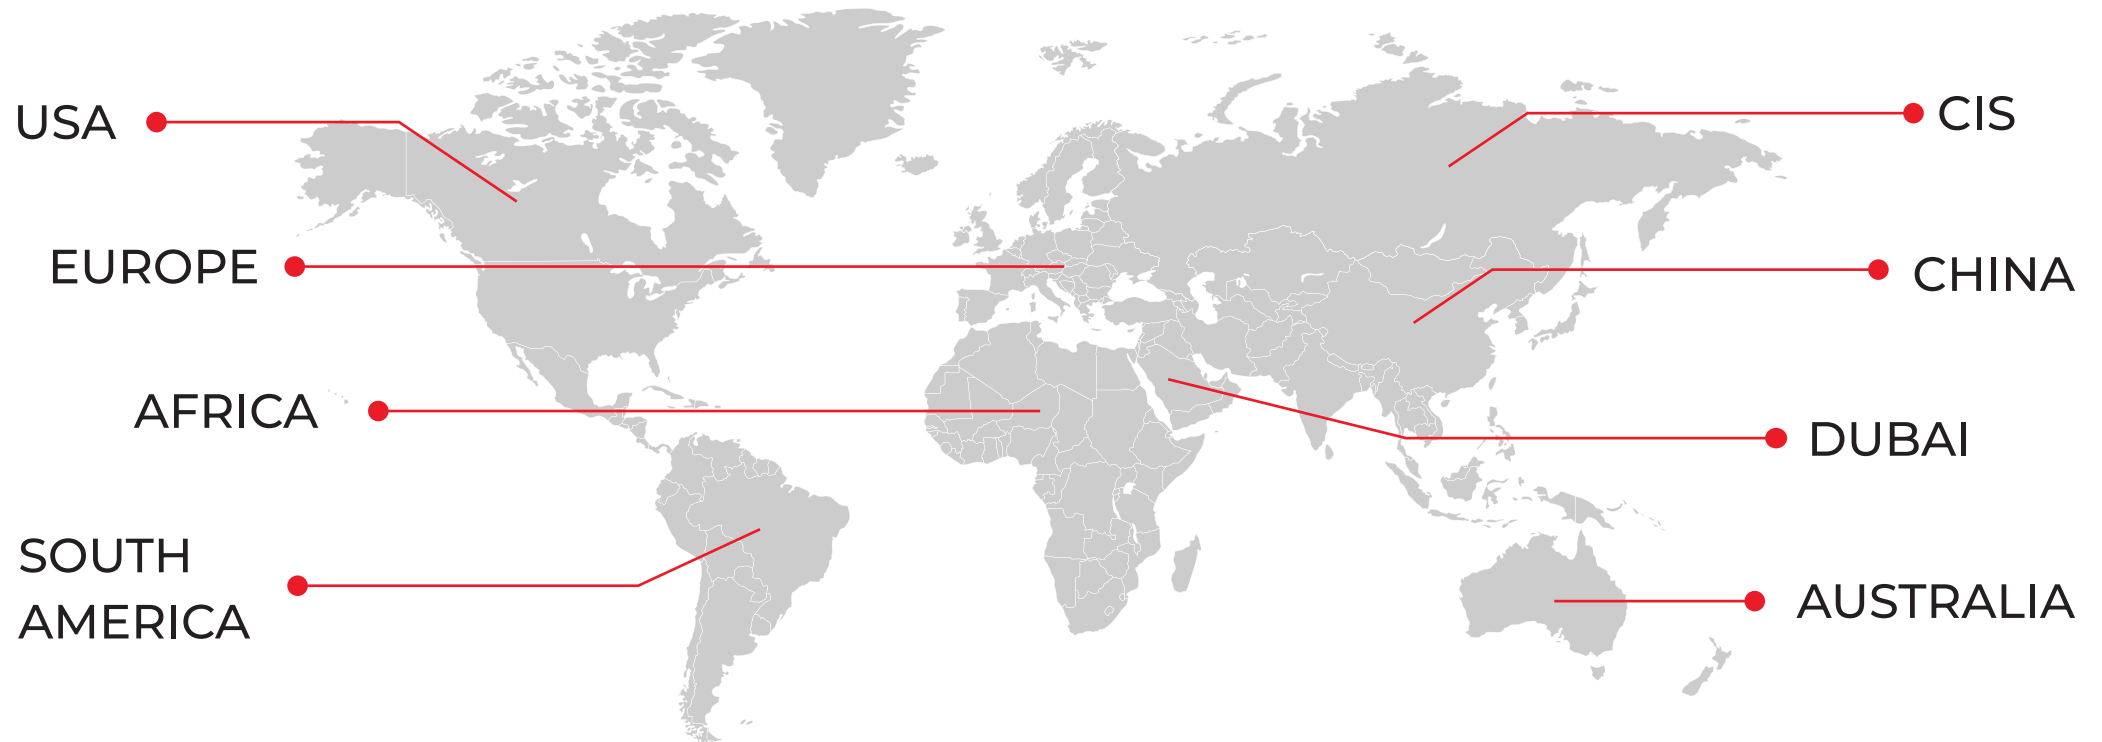 USA
EUROPE
AFRICA
SOUTH
AMERICA
CIS
CHINA
DUBAI
AUSTRALIA